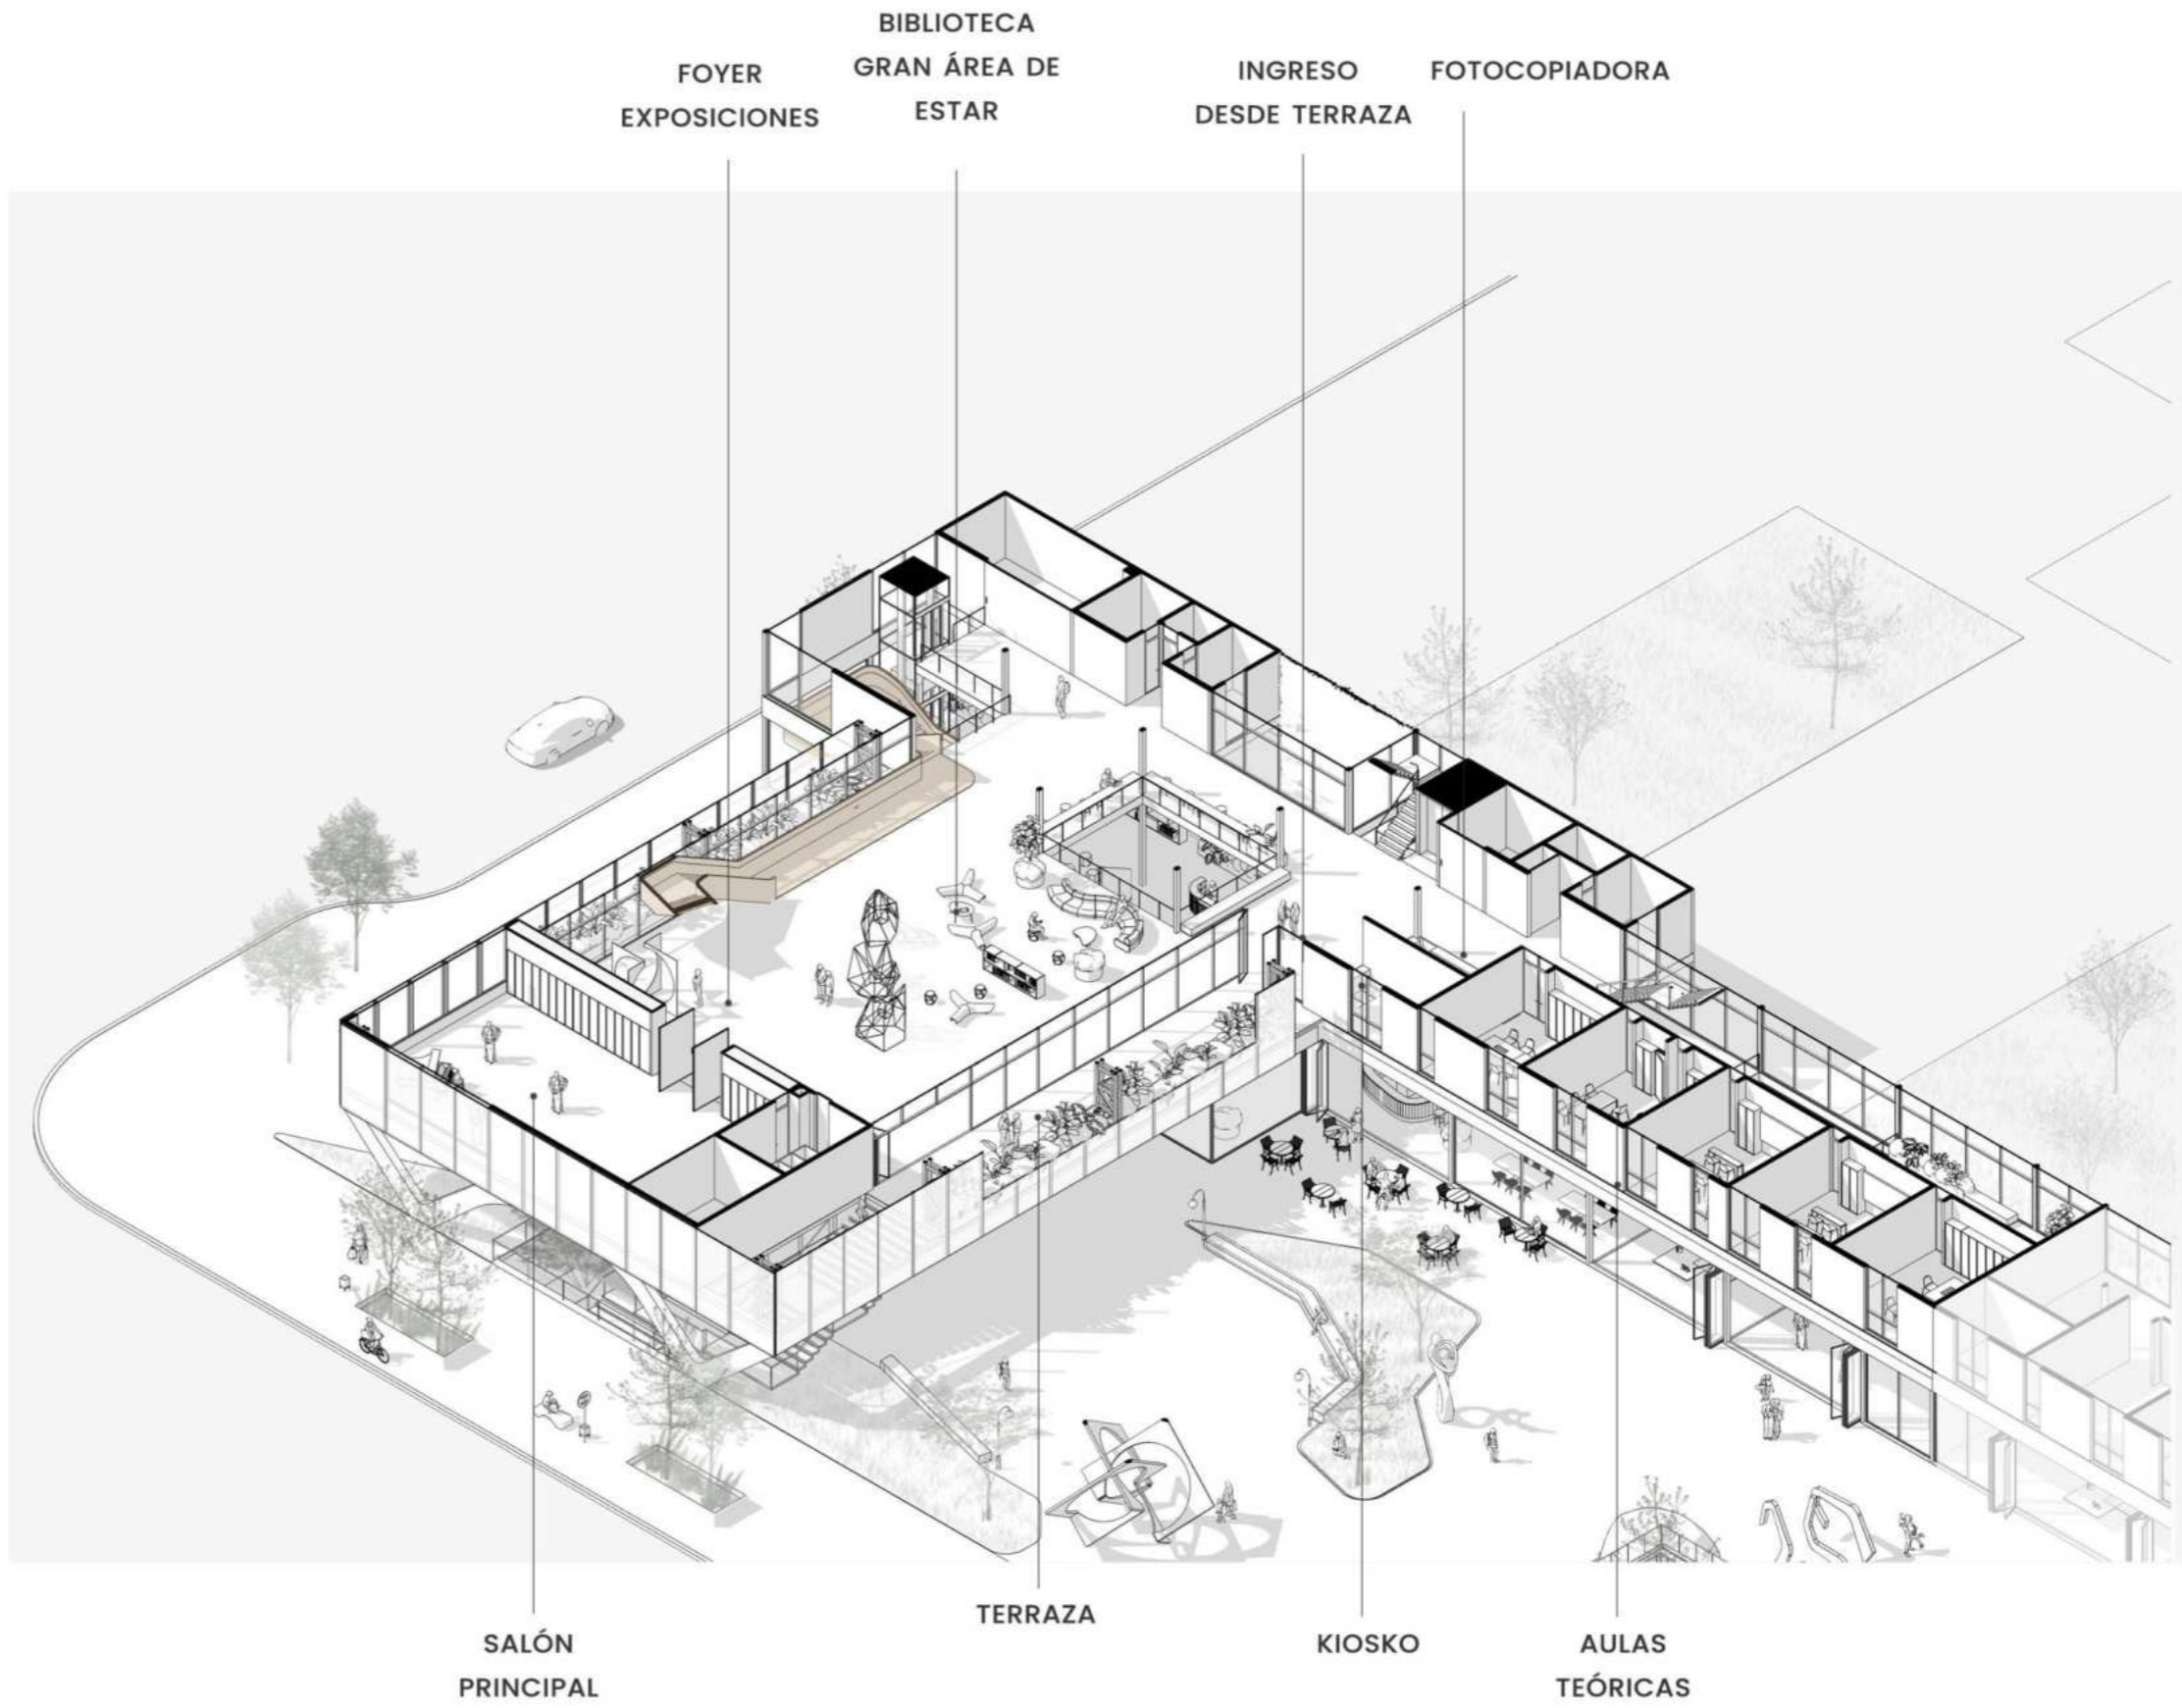 BIBLIOTECA
GRAN ÁREA DE
ESTAR
FOYER
EXPOSICIONES
INGRESO
DESDE TERRAZA
FOTOCOPIADORA
SALÓN
PRINCIPAL
TERRAZA
KIOSKO
AULAS
TEÓRICAS